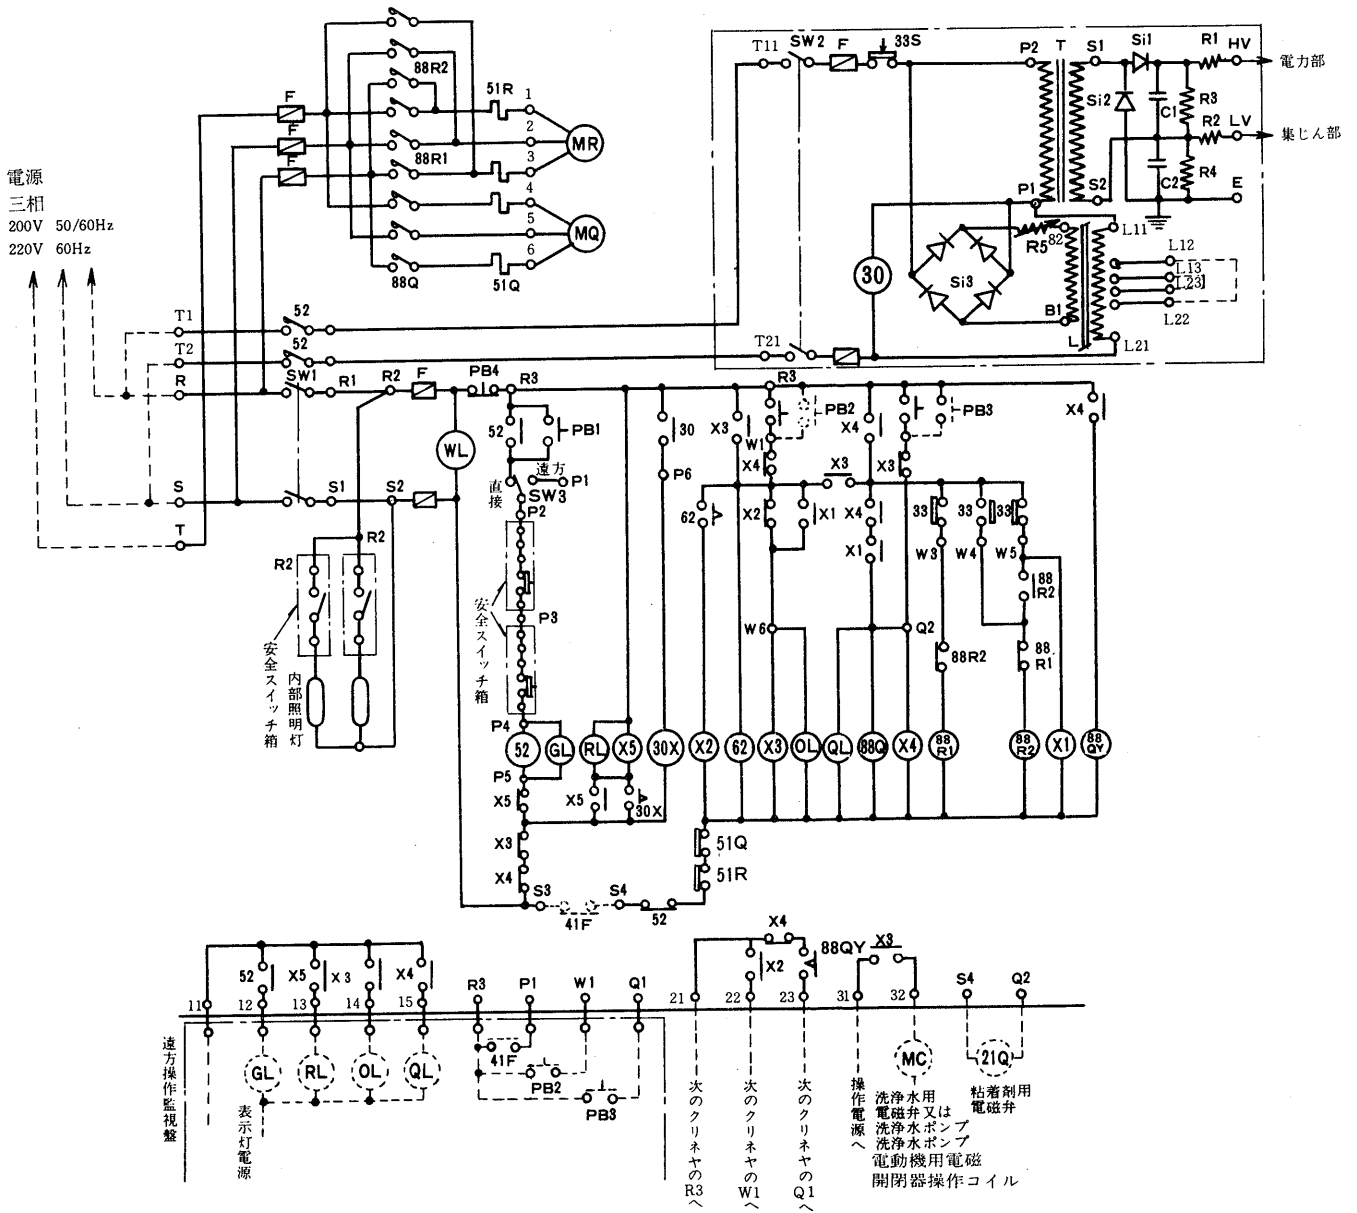 88R2
51R
1
2
3
4
5
6
F
F
F
88R1
MR
MQ
88Q
51Q
電源
三相
200V 50/60Hz
220V 60Hz
T11
SW2
F
33S
P2
T
S1
Si1
R1
HV
電力部
Si2
C1
R3
R2
LV
集じん部
C2
R4
P1
S2
E
R5
82
L11
L12
L13
L23
L22
30
Si3
B1
L
L21
T21
T1
52
T2
52
R
SW1
R1
R2
F
PB4
R3
WL
S
S1
S2
T
52
PB1
遠方
P1
直接
SW3
P2
30
P6
X3
R3
PB2
W1
X4
X4
PB3
X3
X4
62
X2
X1
X3
X4
X1
33
W3
33
W4
33
W5
88
R2
88
R1
88R2
W6
Q2
R2
R2
安全スイッチ箱
内部照明灯
安全スイッチ箱
P3
P4
52
GL
RL
X5
30X
X2
62
X3
OL
QL
88Q
X4
88
R1
88
R2
X1
88
QY
P5
X5
X5
30X
X3
X4
S3
41F
S4
52
51Q
51R
52
X5
X3
X4
11
12
13
14
15
R3
P1
W1
Q1
21
22
23
X4
X2
88QY
X3
31
32
S4
Q2
遠方操作監視盤
GL
RL
OL
QL
表示灯電源
41F
PB2
PB3
次のクリネヤのR3へ
次のクリネヤのW1へ
次のクリネヤのQ1へ
操作電源へ
MC
洗浄水用
電磁弁又は
洗浄水ポンプ
洗浄水ポンプ
電動機用電磁
開閉器操作コイル
21Q
粘着剤用
電磁弁